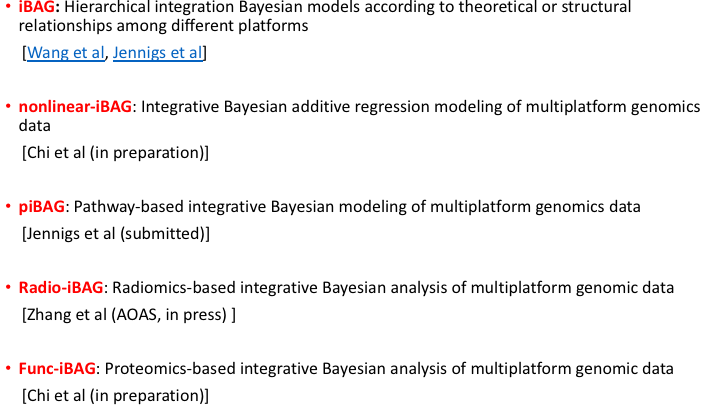 • iBAG: Hierarchical integration Bayesian models according to theoretical or structural
relationships among different platforms
[Wang et al, Jennigs et al]
• nonlinear-iBAG: Integrative Bayesian additive regression modeling of multiplatform genomics
data
[Chi et al (in preparation)]
• piBAG: Pathway-based integrative Bayesian modeling of multiplatform genomics data
[Jennigs et al (submitted)]
• Radio-iBAG: Radiomics-based integrative Bayesian analysis of multiplatform genomic data
[Zhang et al (AOAS, in press) ]
• Func-iBAG: Proteomics-based integrative Bayesian analysis of multiplatform genomic data
[Chi et al (in preparation)]